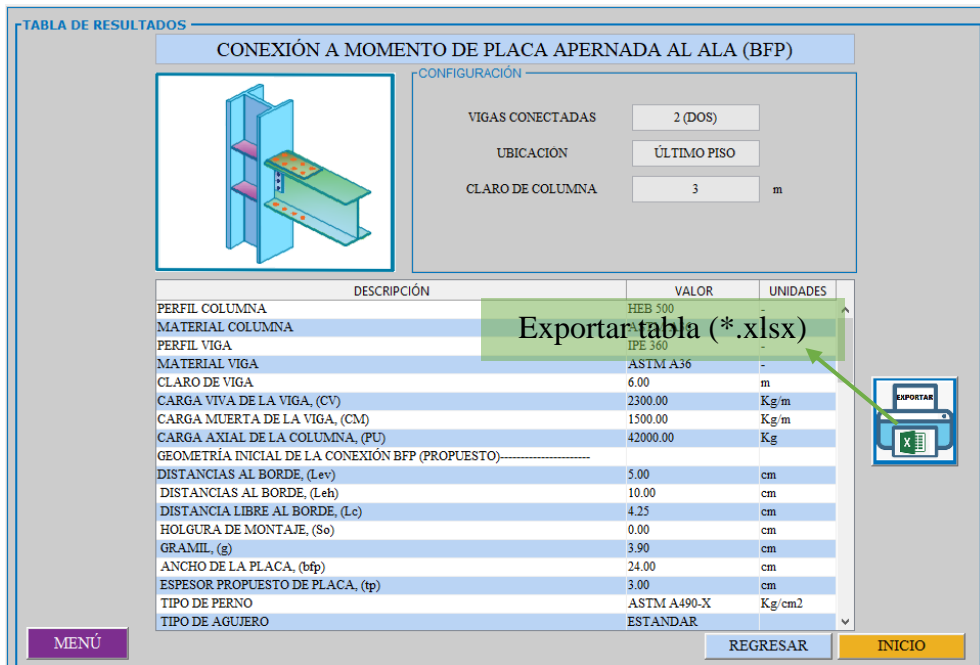 TABLA DE RESULTADOS
CONEXIÓN A MOMENTO DE PLACA APERNADA AL ALA (BFP)
CONFIGURACIÓN
VIGAS CONECTADAS 2 (DOS)
UBICACIÓN ÚLTIMO PISO
CLARO DE COLUMNA 3 m
DESCRIPCIÓN VALOR UNIDADES
PERFIL COLUMNA HEB 500 -
MATERIAL COLUMNA
Exportar tabla (*.xlsx)
PERFIL VIGA IPE 360 -
MATERIAL VIGA ASTM A36 -
CLARO DE VIGA 6.00 m
CARGA VIVA DE LA VIGA, (CV) 2300.00 Kg/m
CARGA MUERTA DE LA VIGA, (CM) 1500.00 Kg/m
CARGA AXIAL DE LA COLUMNA, (PU) 42000.00 Kg
EXPORTAR
X
GEOMETRÍA INICIAL DE LA CONEXIÓN BFP (PROPUESTO)----------------------
DISTANCIAS AL BORDE, (Lev) 5.00 cm
DISTANCIAS AL BORDE, (Leh) 10.00 cm
DISTANCIA LIBRE AL BORDE, (Lc) 4.25 cm
HOLGURA DE MONTAJE, (So) 0.00 cm
GRAMIL, (g) 3.90 cm
ANCHO DE LA PLACA, (bfp) 24.00 cm
ESPESOR PROPUESTO DE PLACA, (tp) 3.00 cm
TIPO DE PERNO ASTM A490-X Kg/cm2
TIPO DE AGUJERO ESTANDAR
MENÚ REGRESAR INICIO